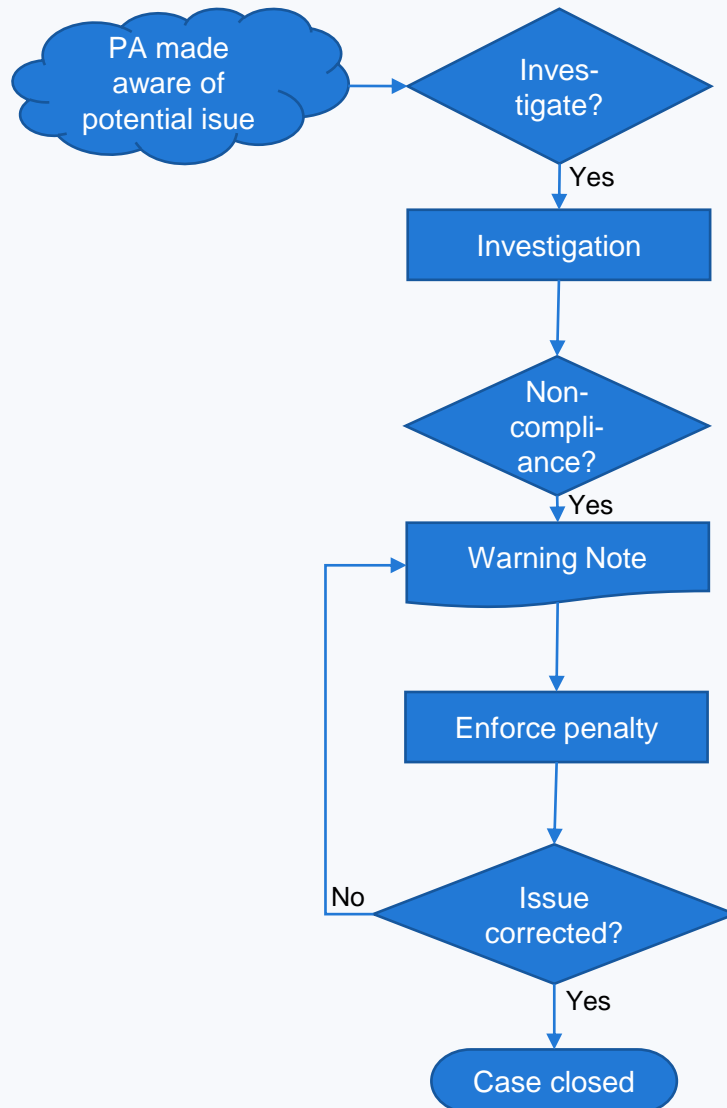 PA made
aware of
potential isue
Inves-
tigate?
Yes
Investigation
Non-
compli-
ance?
Yes
Warning Note
Enforce penalty
No
Issue
corrected?
Yes
Case closed